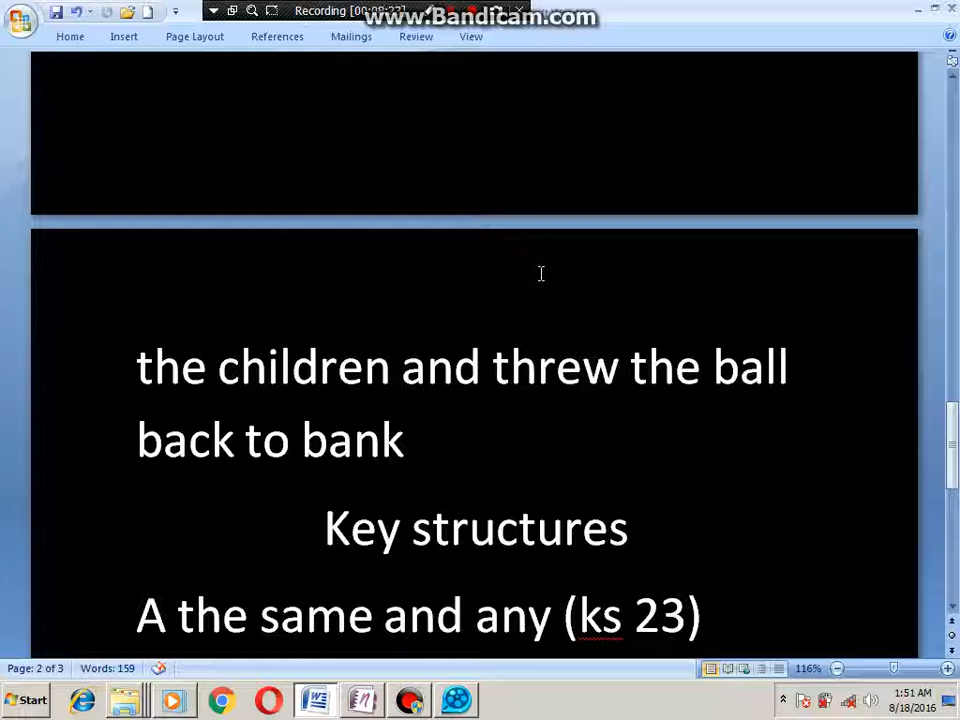 Recording
www.Bandicam.com
Home Insert Page Layout References Mailings Review View
the children and threw the ball
back to bank
Key structures
A the same and any (ks 23)
Page: 2 of 3 Words: 159 116%
Start 1:51 AM
8/18/2016